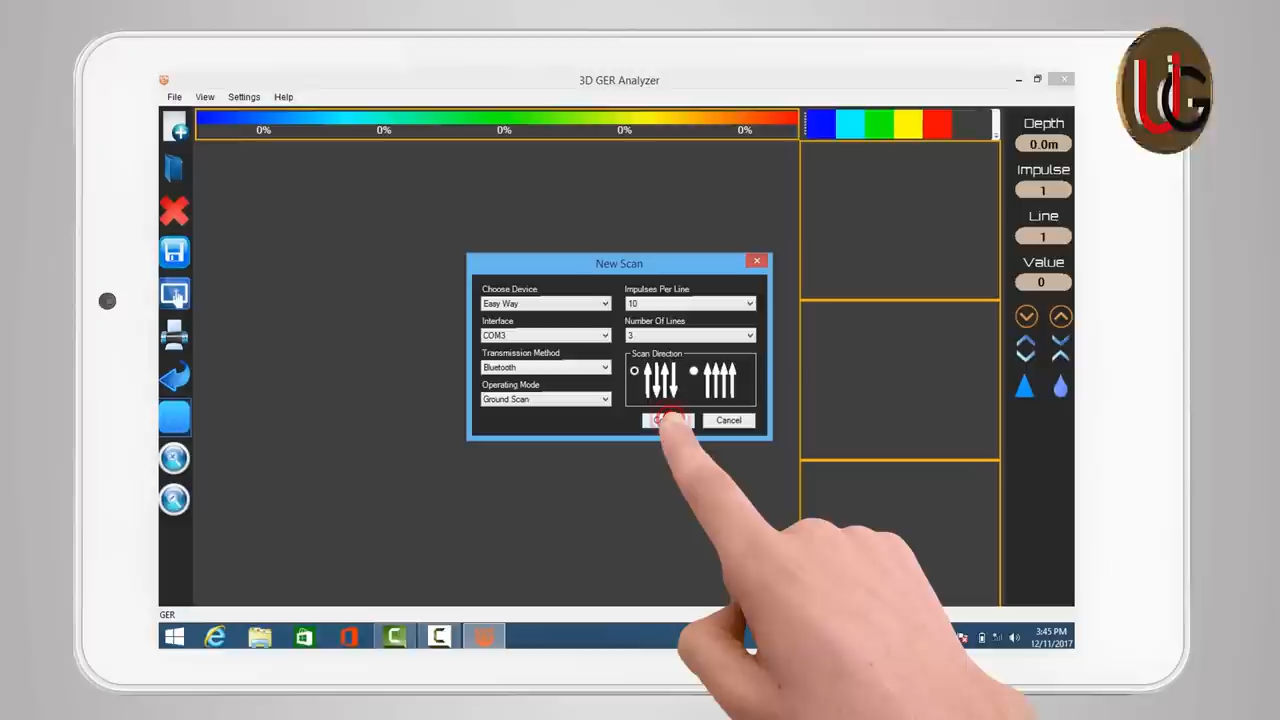 3D GER Analyzer
File View Settings Help
0% 0% 0% 0% 0%
Depth
0.0m
Impulse
1
Line
1
Value
0
New Scan
Choose Device
Easy Way
Interface
COM3
Transmission Method
Bluetooth
Operating Mode
Ground Scan
Impulses Per Line
10
Number Of Lines
3
Scan Direction
Cancel
GER
3:45 PM
12/11/2017
UIG